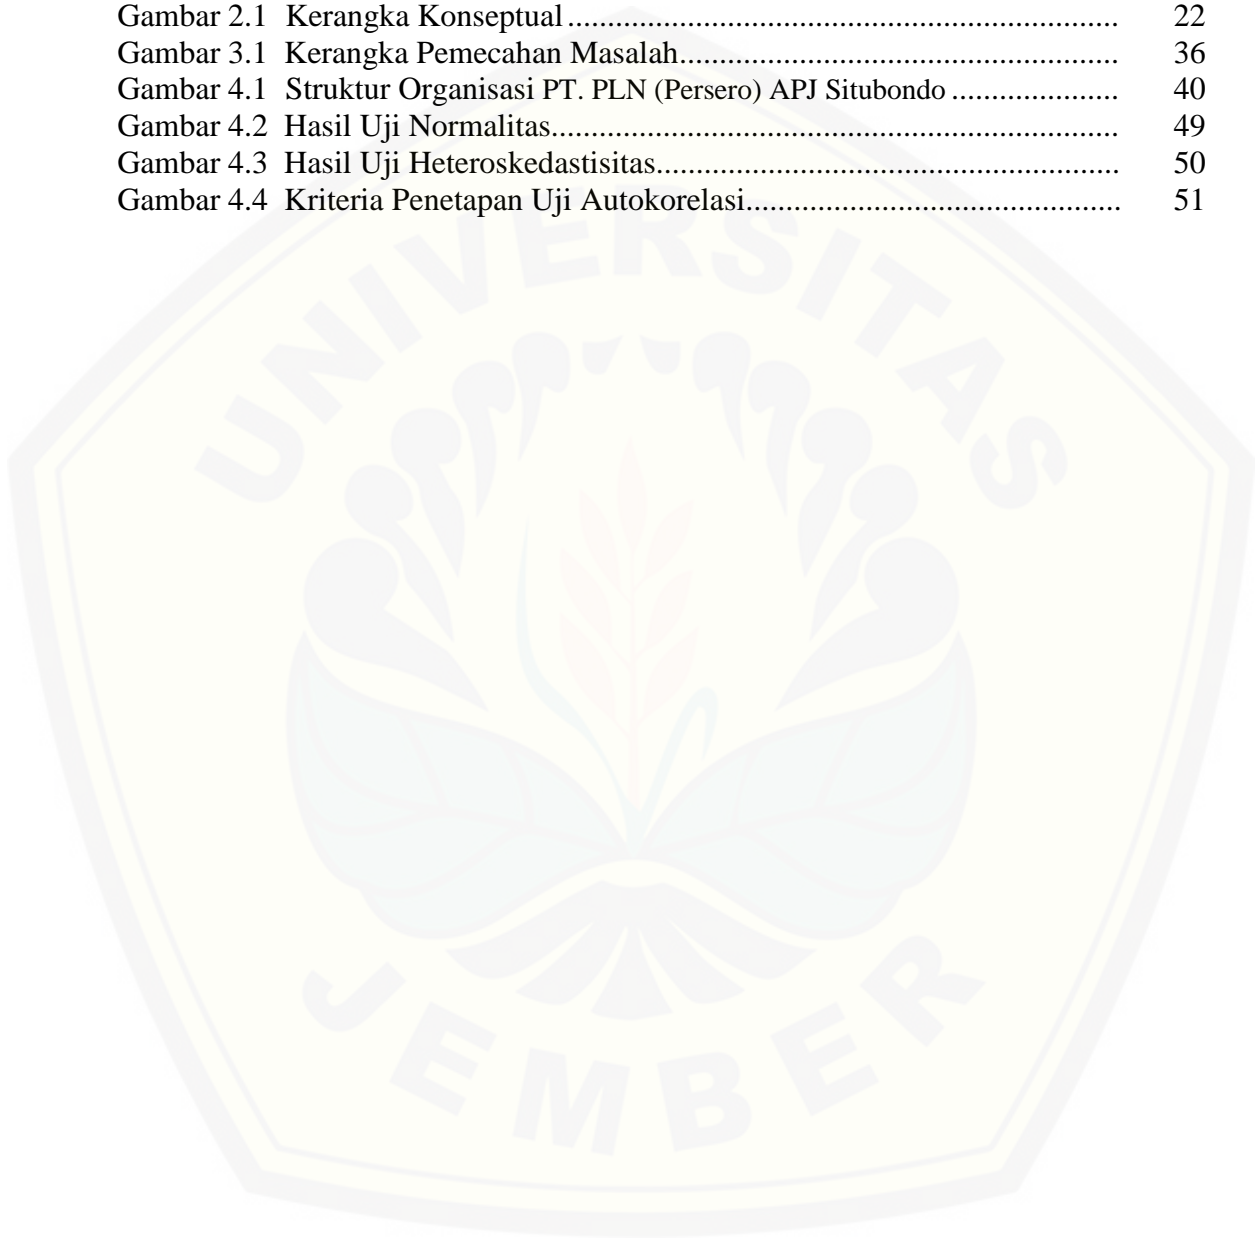 Gambar 2.1 Kerangka Konseptual.................................................................... 22
Gambar 3.1 Kerangka Pemecahan Masalah...................................................... 36
Gambar 4.1 Struktur Organisasi PT. PLN (Persero) APJ Situbondo.................... 40
Gambar 4.2 Hasil Uji Normalitas...................................................................... 49
Gambar 4.3 Hasil Uji Heteroskedastisitas......................................................... 50
Gambar 4.4 Kriteria Penetapan Uji Autokorelasi.............................................. 51
UNIVERSITAS
JEMBER